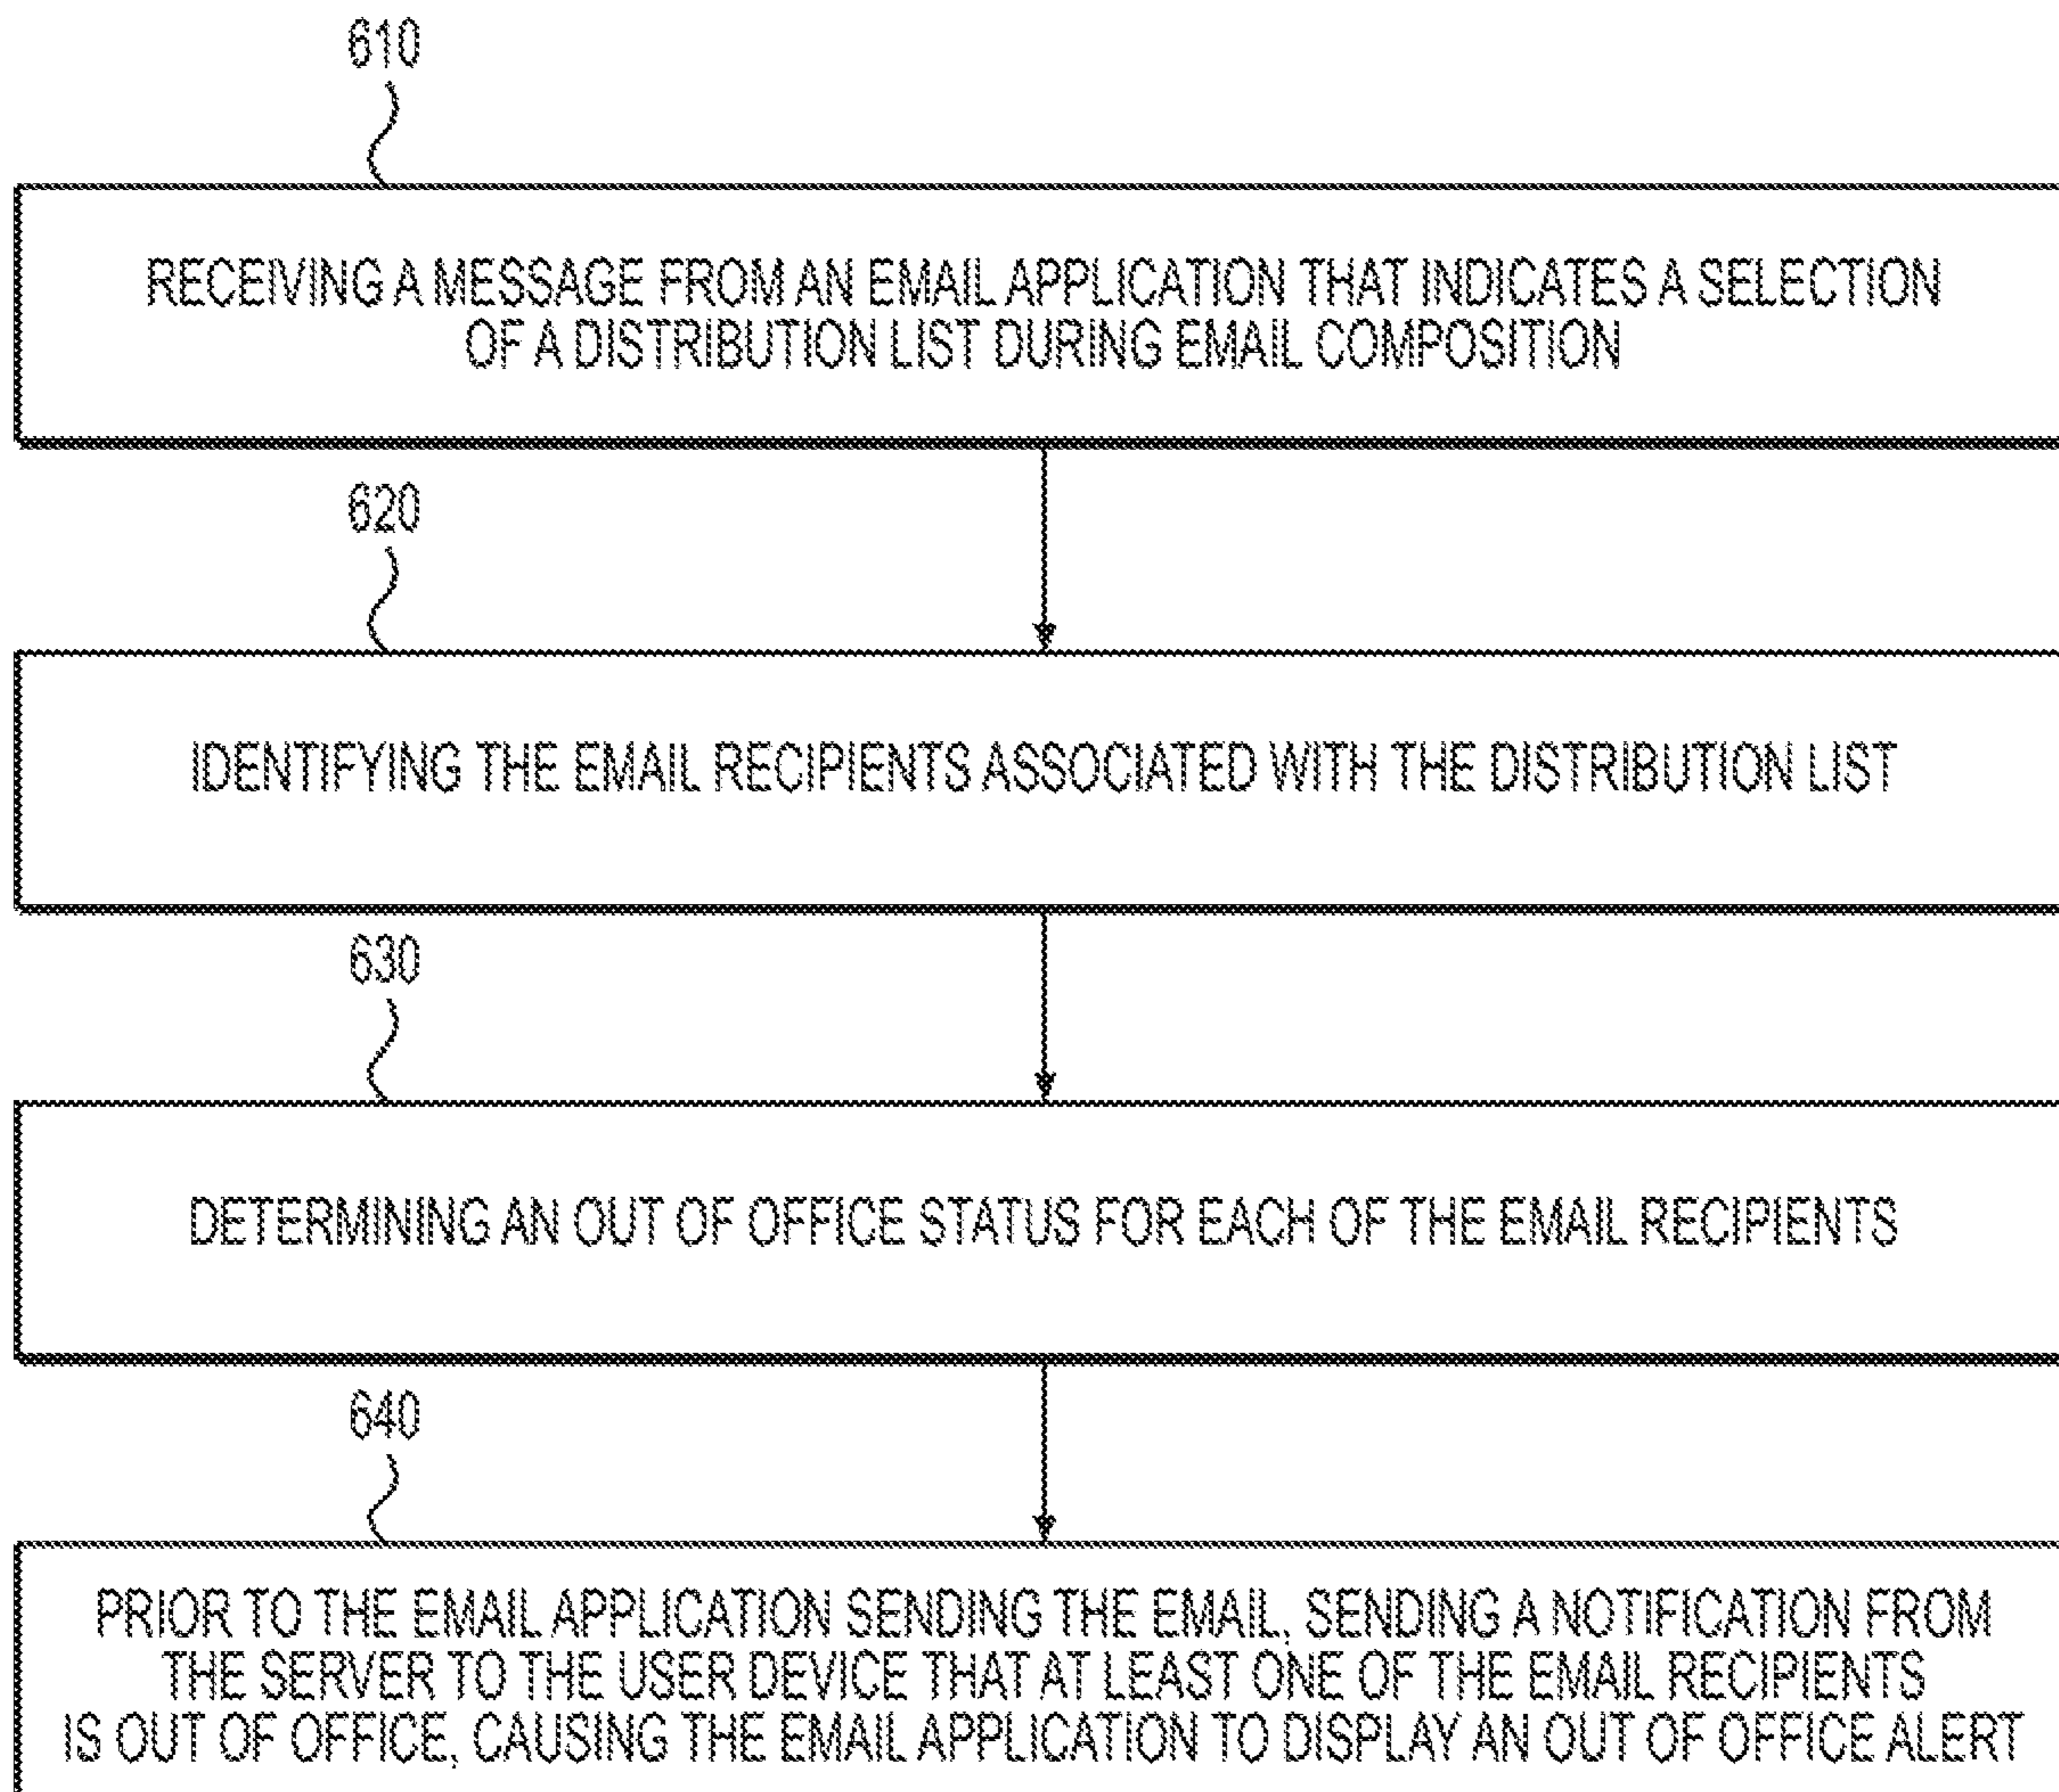 610
RECEIVING A MESSAGE FROM AN EMAIL APPLICATION THAT INDICATES A SELECTION
OF A DISTRIBUTION LIST DURING EMAIL COMPOSITION
620
IDENTIFYING THE EMAIL RECIPIENTS ASSOCIATED WITH THE DISTRIBUTION LIST
630
DETERMINING AN OUT OF OFFICE STATUS FOR EACH OF THE EMAIL RECIPIENTS
640
PRIOR TO THE EMAIL APPLICATION SENDING THE EMAIL, SENDING A NOTIFICATION FROM
THE SERVER TO THE USER DEVICE THAT AT LEAST ONE OF THE EMAIL RECIPIENTS
IS OUT OF OFFICE, CAUSING THE EMAIL APPLICATION TO DISPLAY AN OUT OF OFFICE ALERT